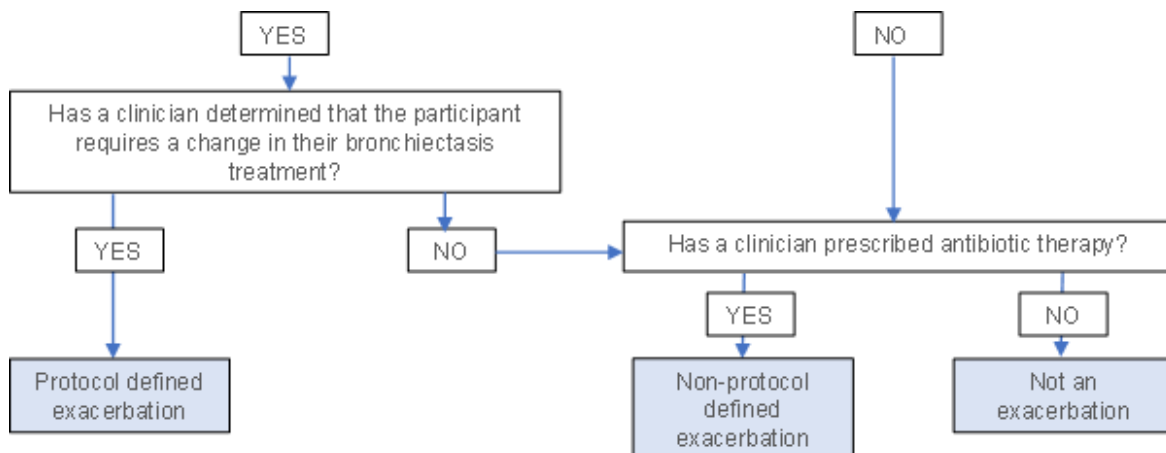 YES
NO
Has a clinician determined that the participant
requires a change in their bronchiectasis
treatment?
YES
NO
Has a clinician prescribed antibiotic therapy?
YES
NO
Protocol defined
exacerbation
Non-protocol
defined
exacerbation
Not an
exacerbation